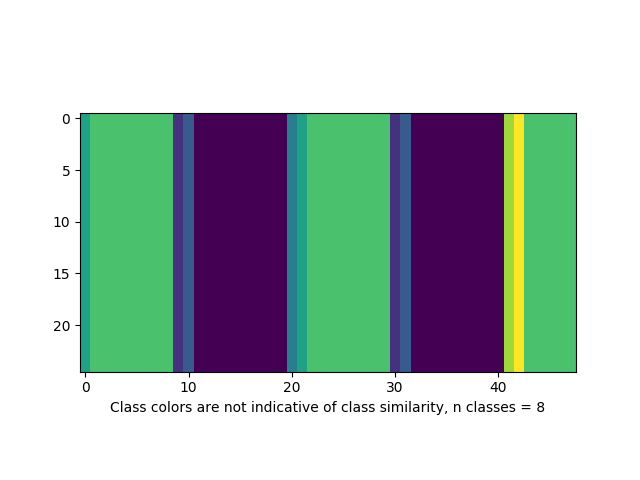 0
5
10
15
20
0 10 20 30 40
Class colors are not indicative of class similarity, n classes = 8